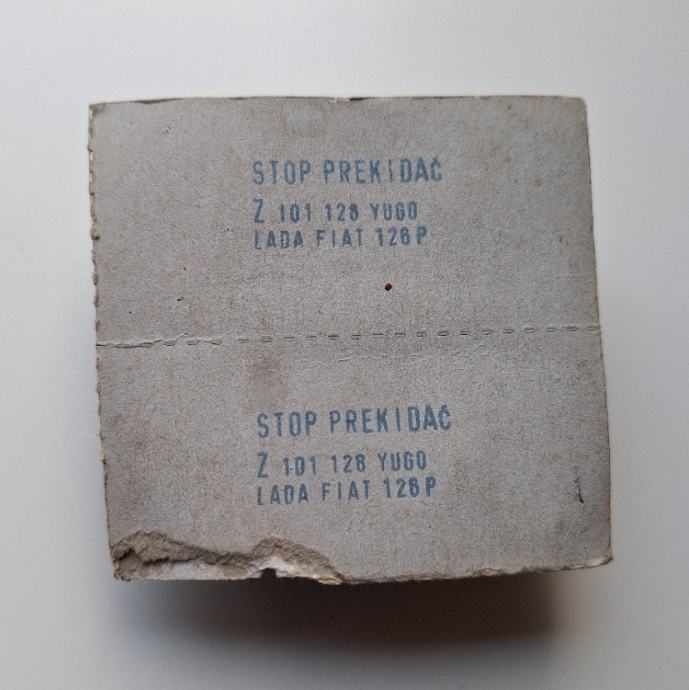 STOP PREKIDAČ
Z 101 128 YUGO
LADA FIAT 126P
STOP PREKIDAČ
Z 101 128 YUGO
LADA FIAT 126P